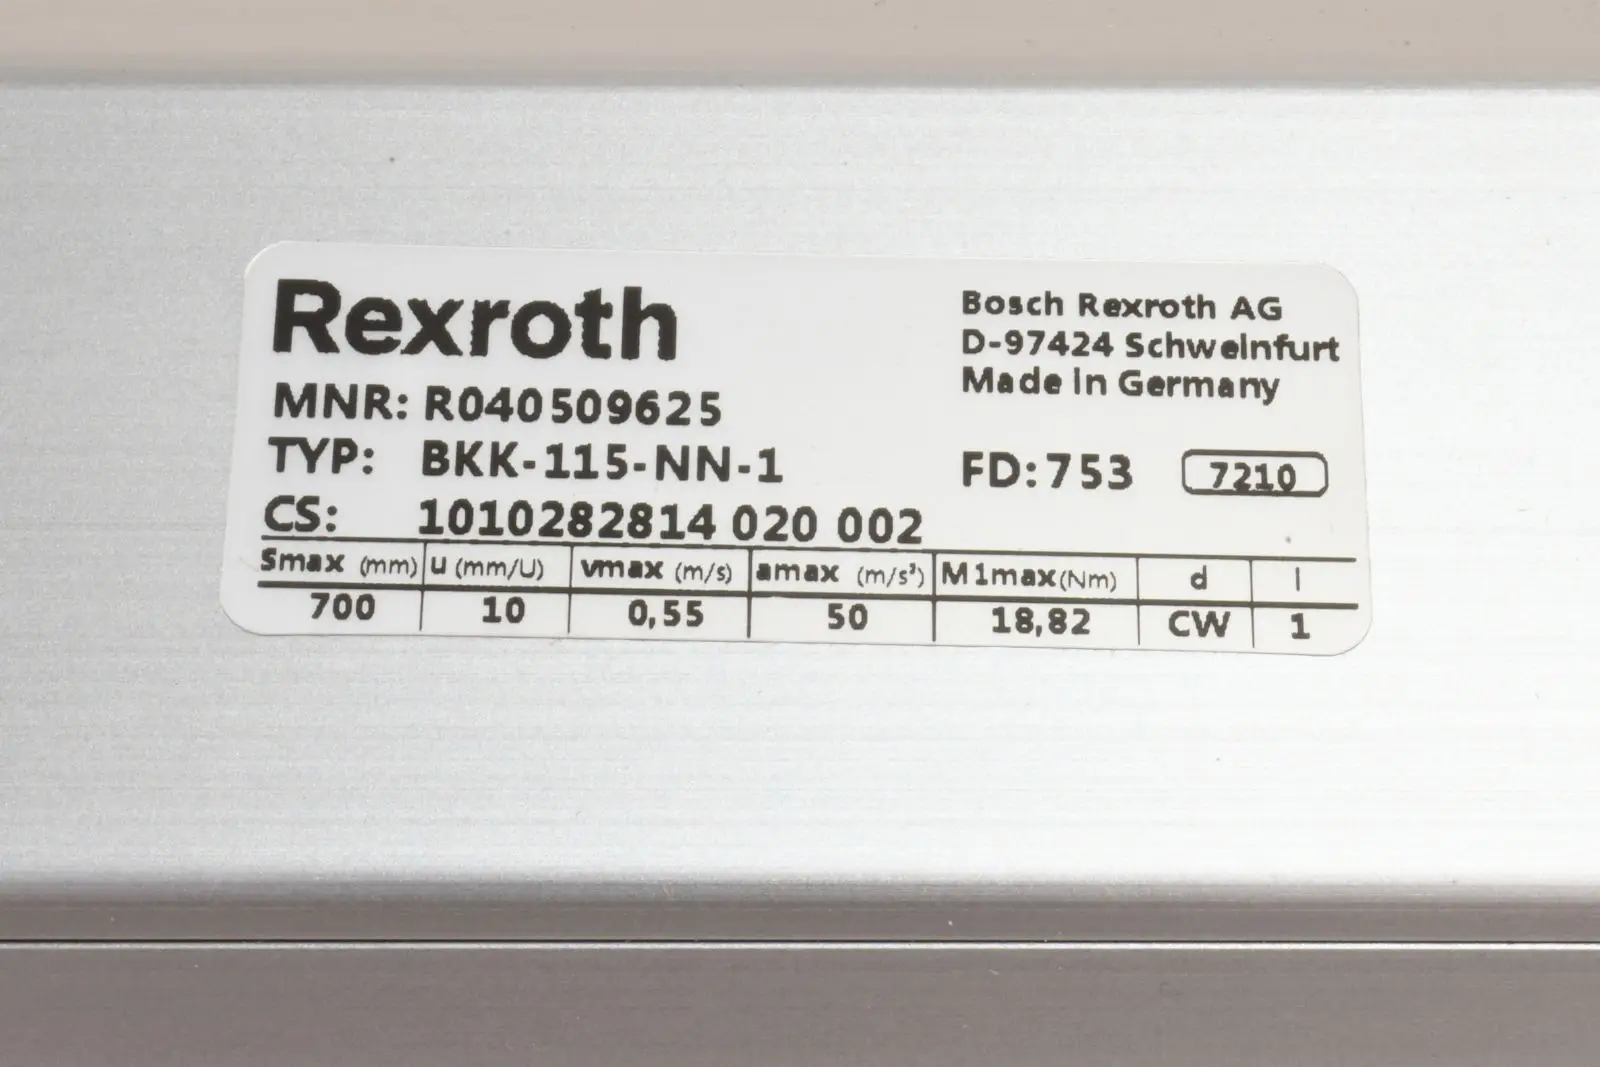 Rexroth
MNR: R040509625
TYP: BKK-115-NN-1
CS: 1010282814 020 002
Bosch Rexroth AG
D-97424 Schweinfurt
Made in Germany
FD: 753 7210
Smax (mm) u (mm/U) vmax (m/s) amax (m/s²) M1max(Nm) d i
700 10 0,55 50 18,82 CW 1